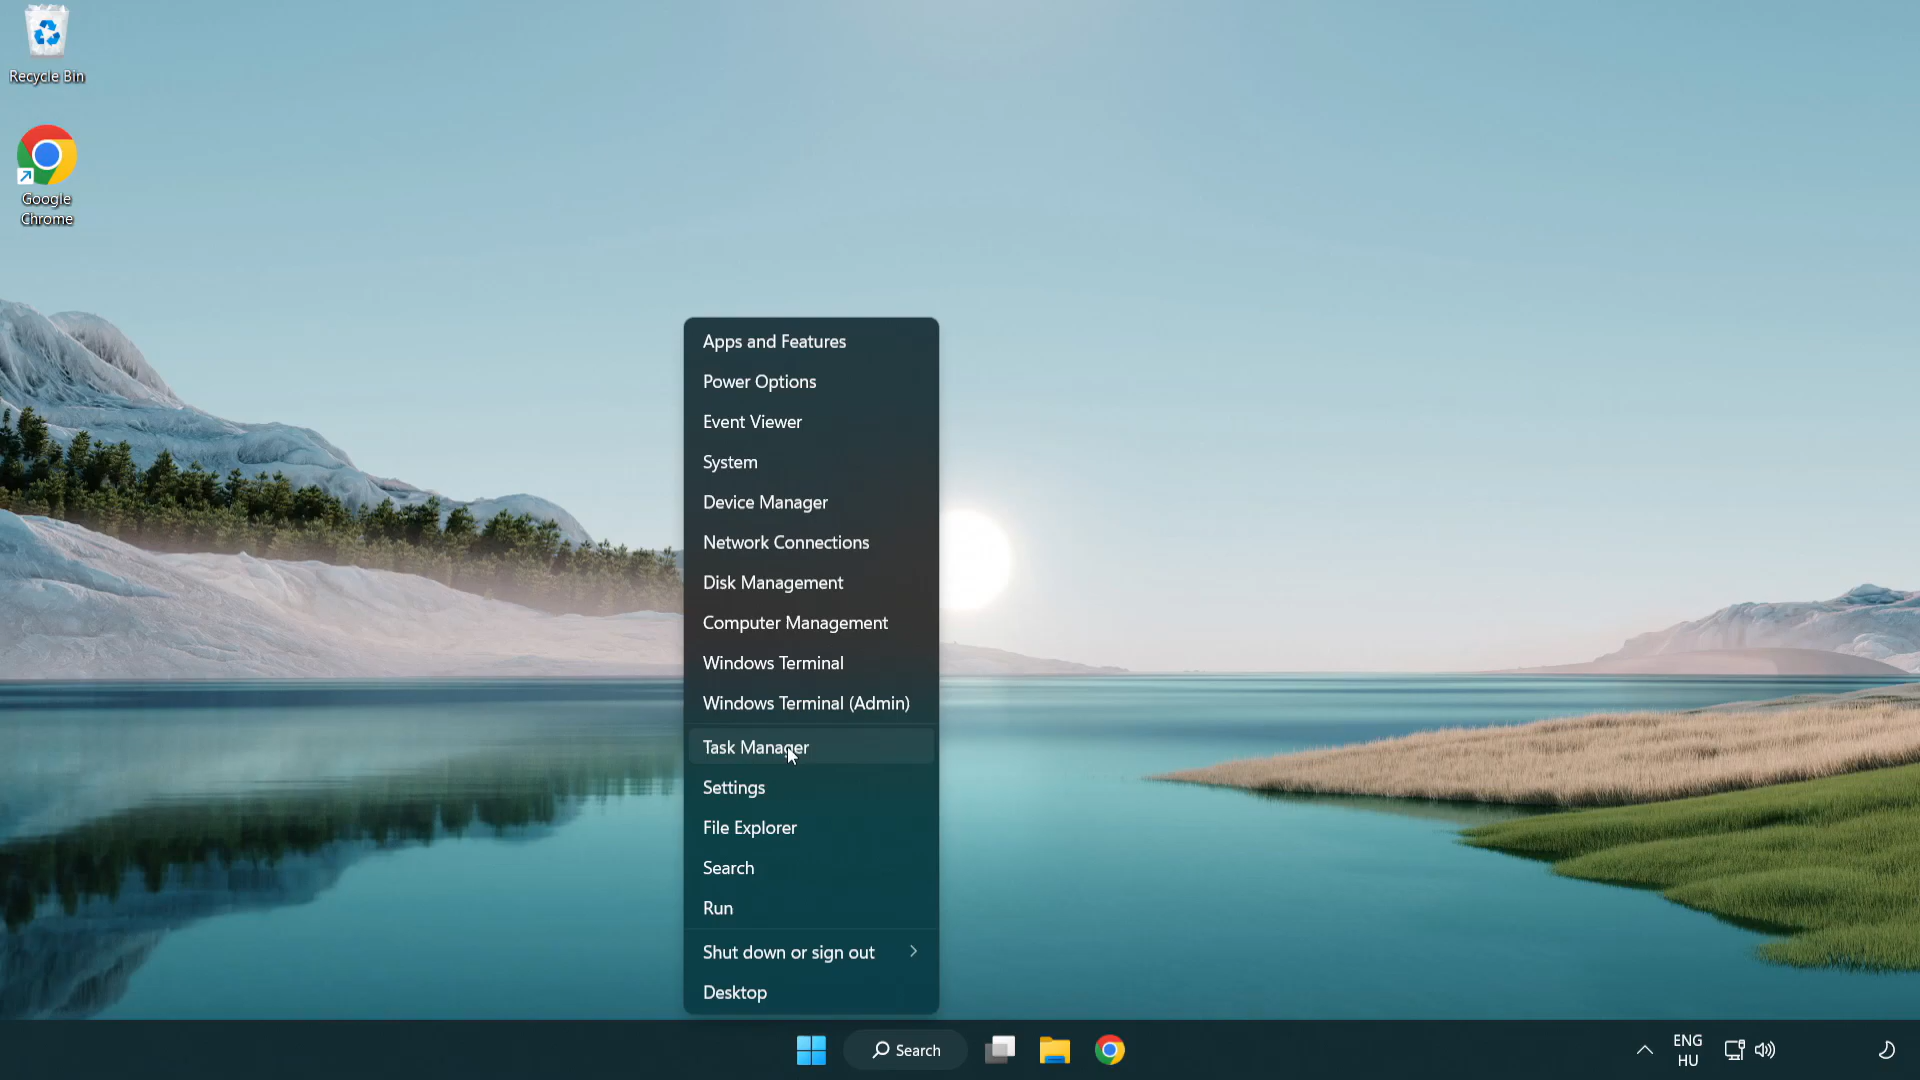 Recycle Bin
Google
Chrome
Apps and Features
Power Options
Event Viewer
System
Device Manager
Network Connections
Disk Management
Computer Management
Windows Terminal
Windows Terminal (Admin)
Task Manager
Settings
File Explorer
Search
Run
Shut down or sign out
Desktop
Search
ENG
HU